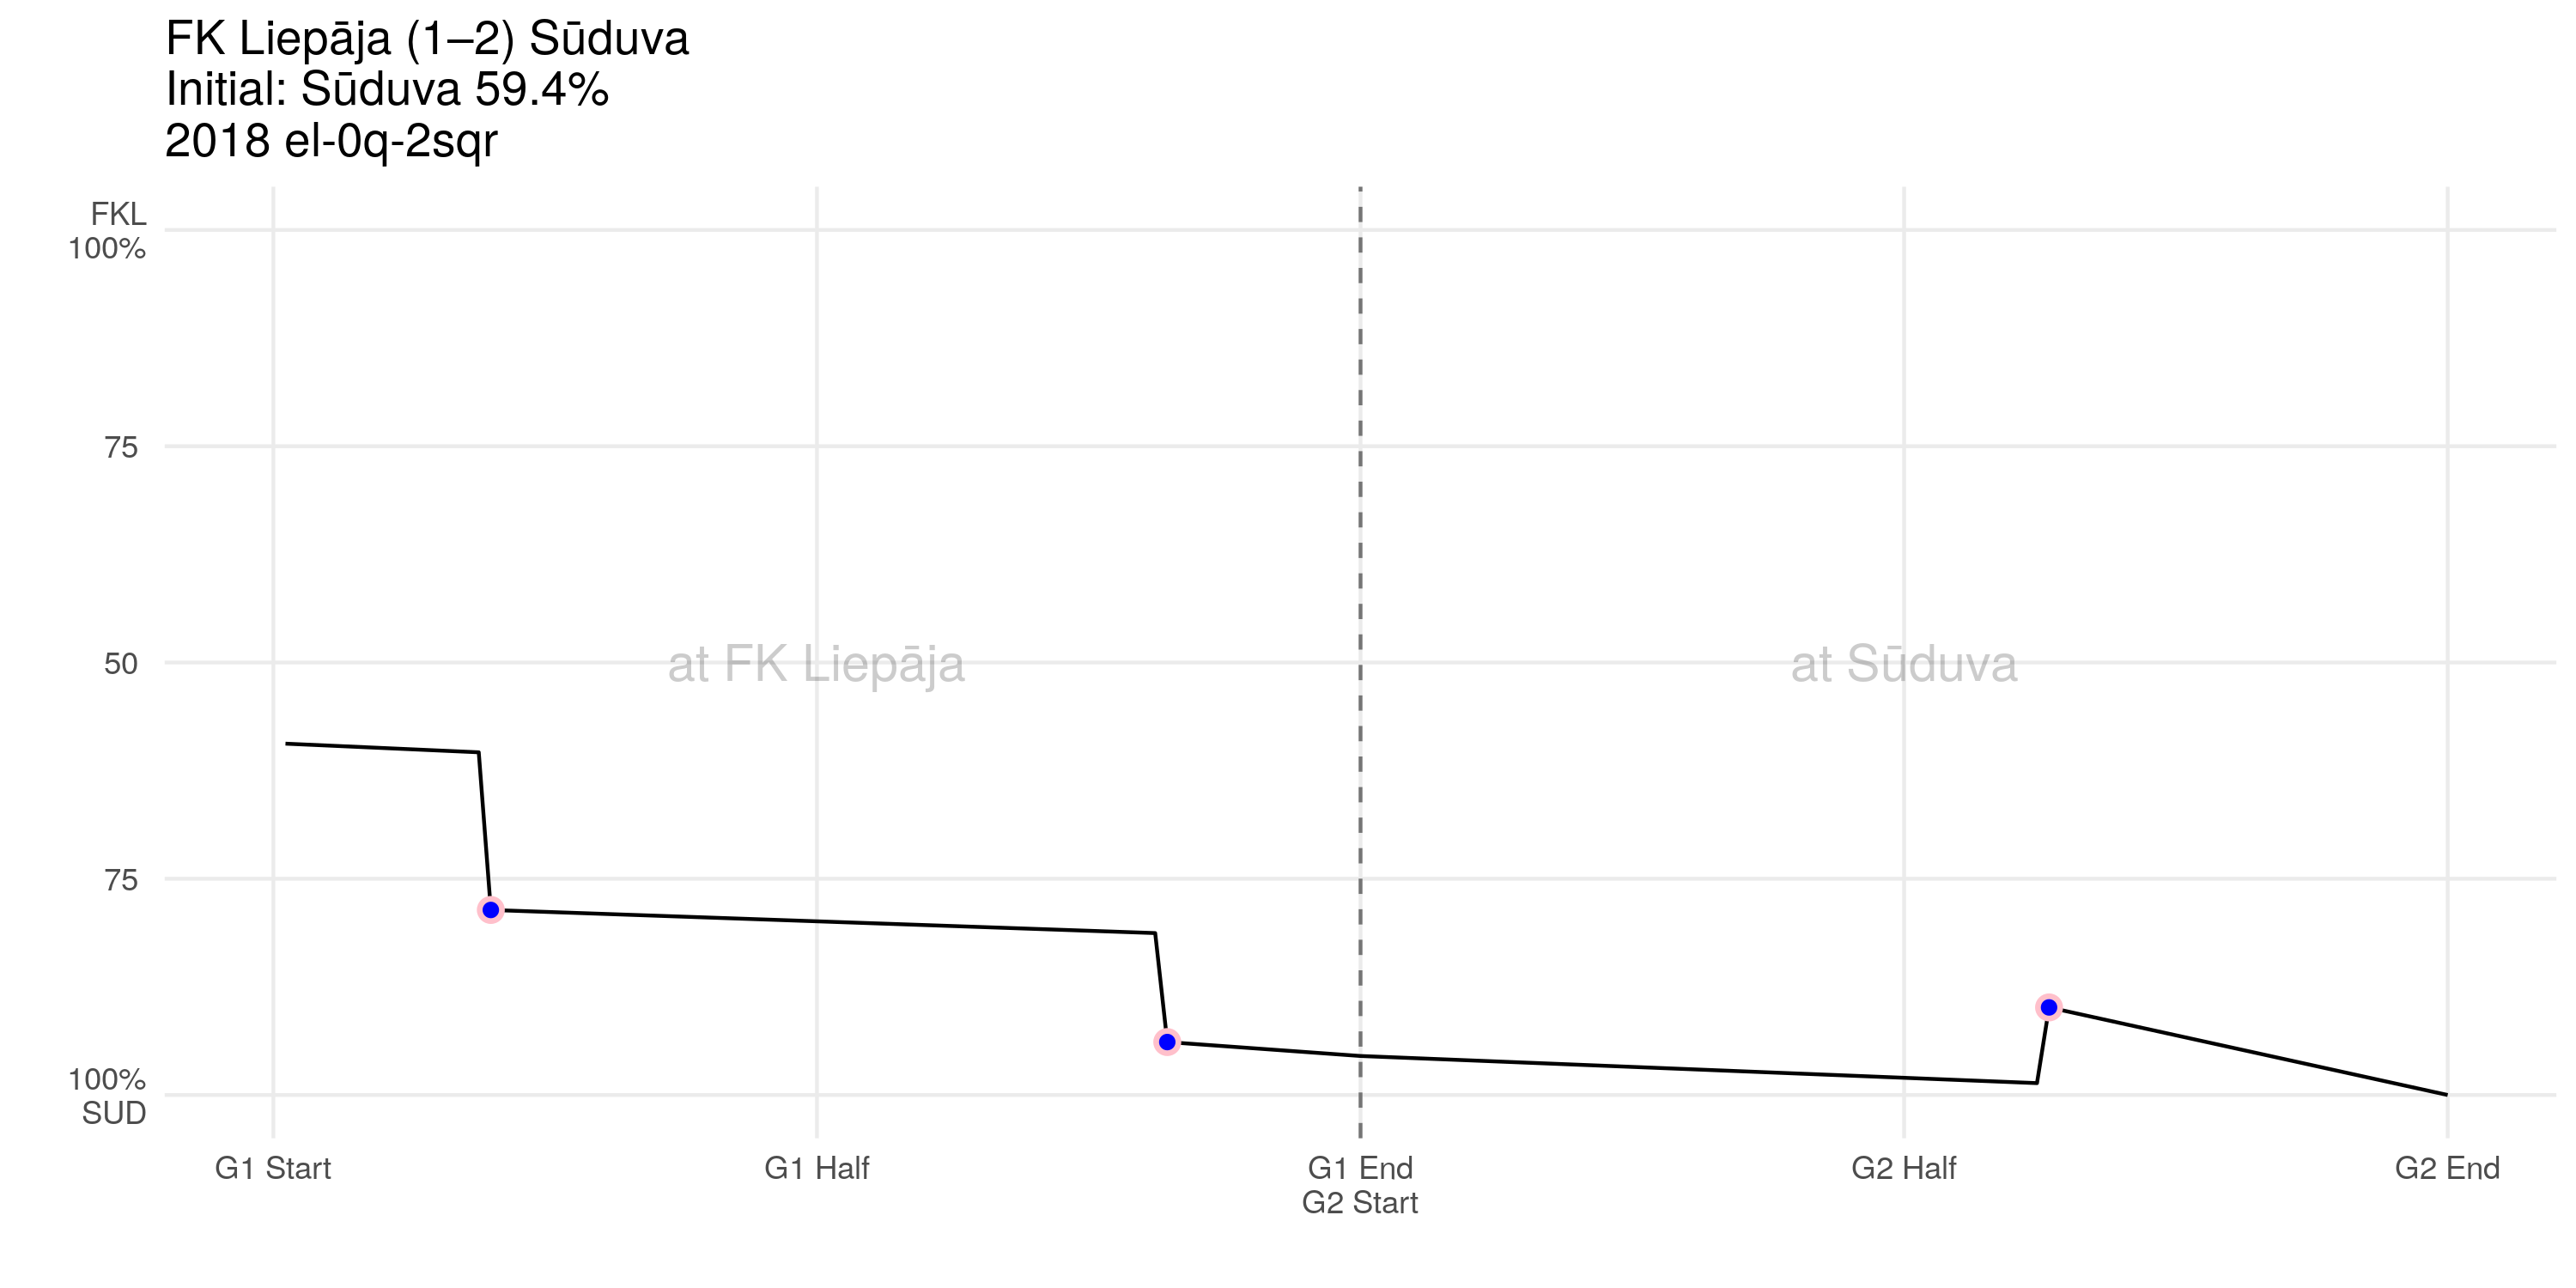 FK Liepāja (1–2) Sūduva
Initial: Sūduva 59.4%
2018 el-0q-2sqr
FKL
100%
75
50
75
100%
SUD
at FK Liepāja
at Sūduva
G1 Start
G1 Half
G1 End
G2 Start
G2 Half
G2 End